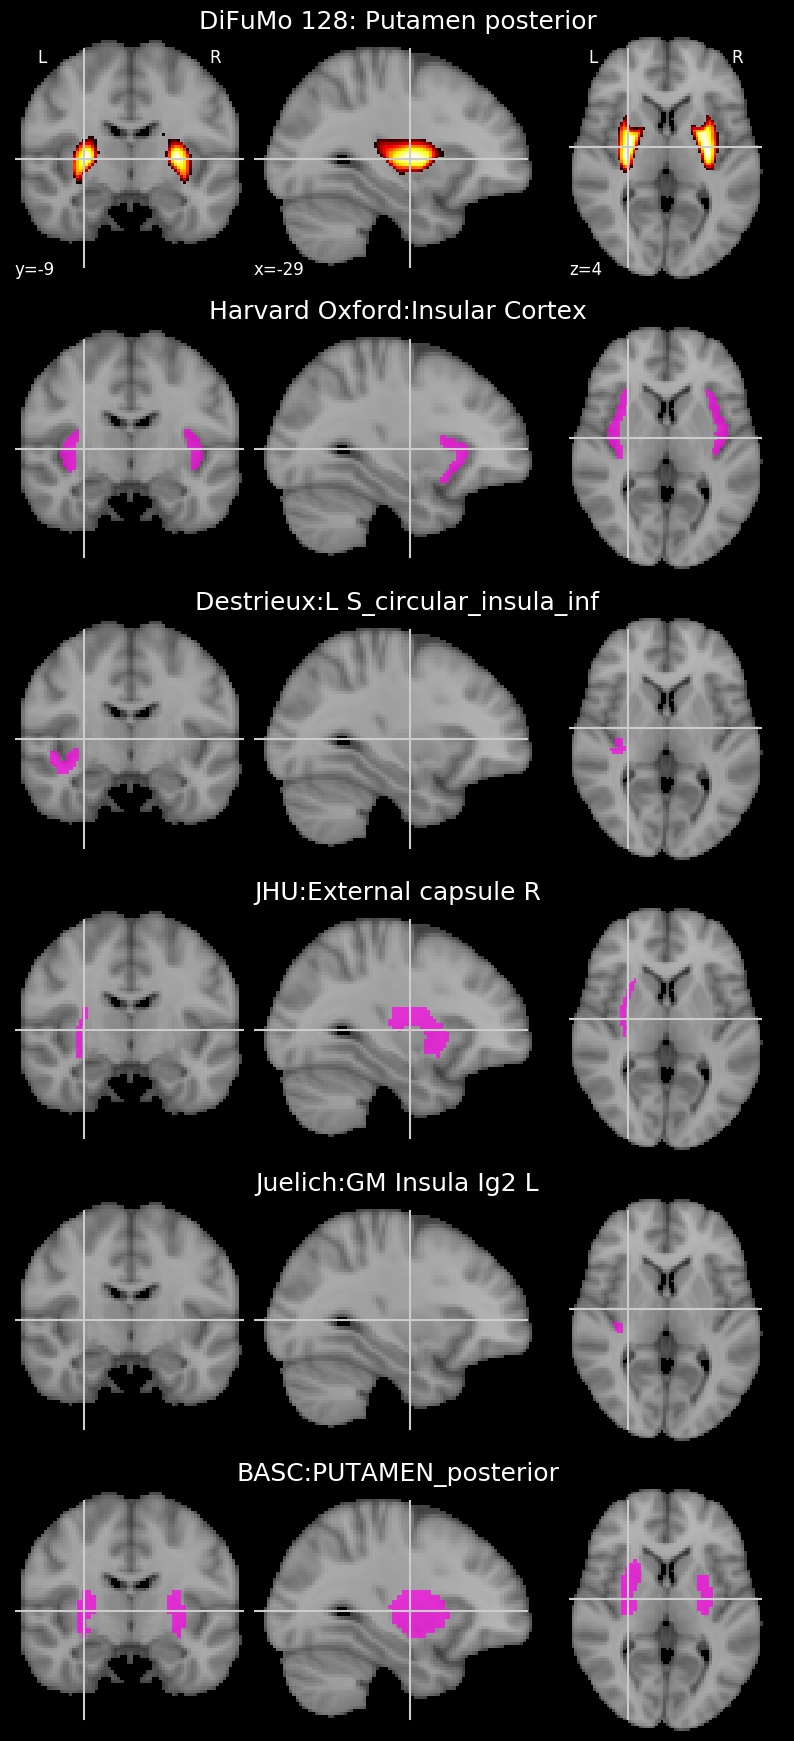 DiFuMo 128: Putamen posterior
L R L R
y=-9 x=-29 z=4
Harvard Oxford:Insular Cortex
Destrieux:L S_circular_insula_inf
JHU:External capsule R
Juelich:GM Insula Ig2 L
BASC:PUTAMEN_posterior